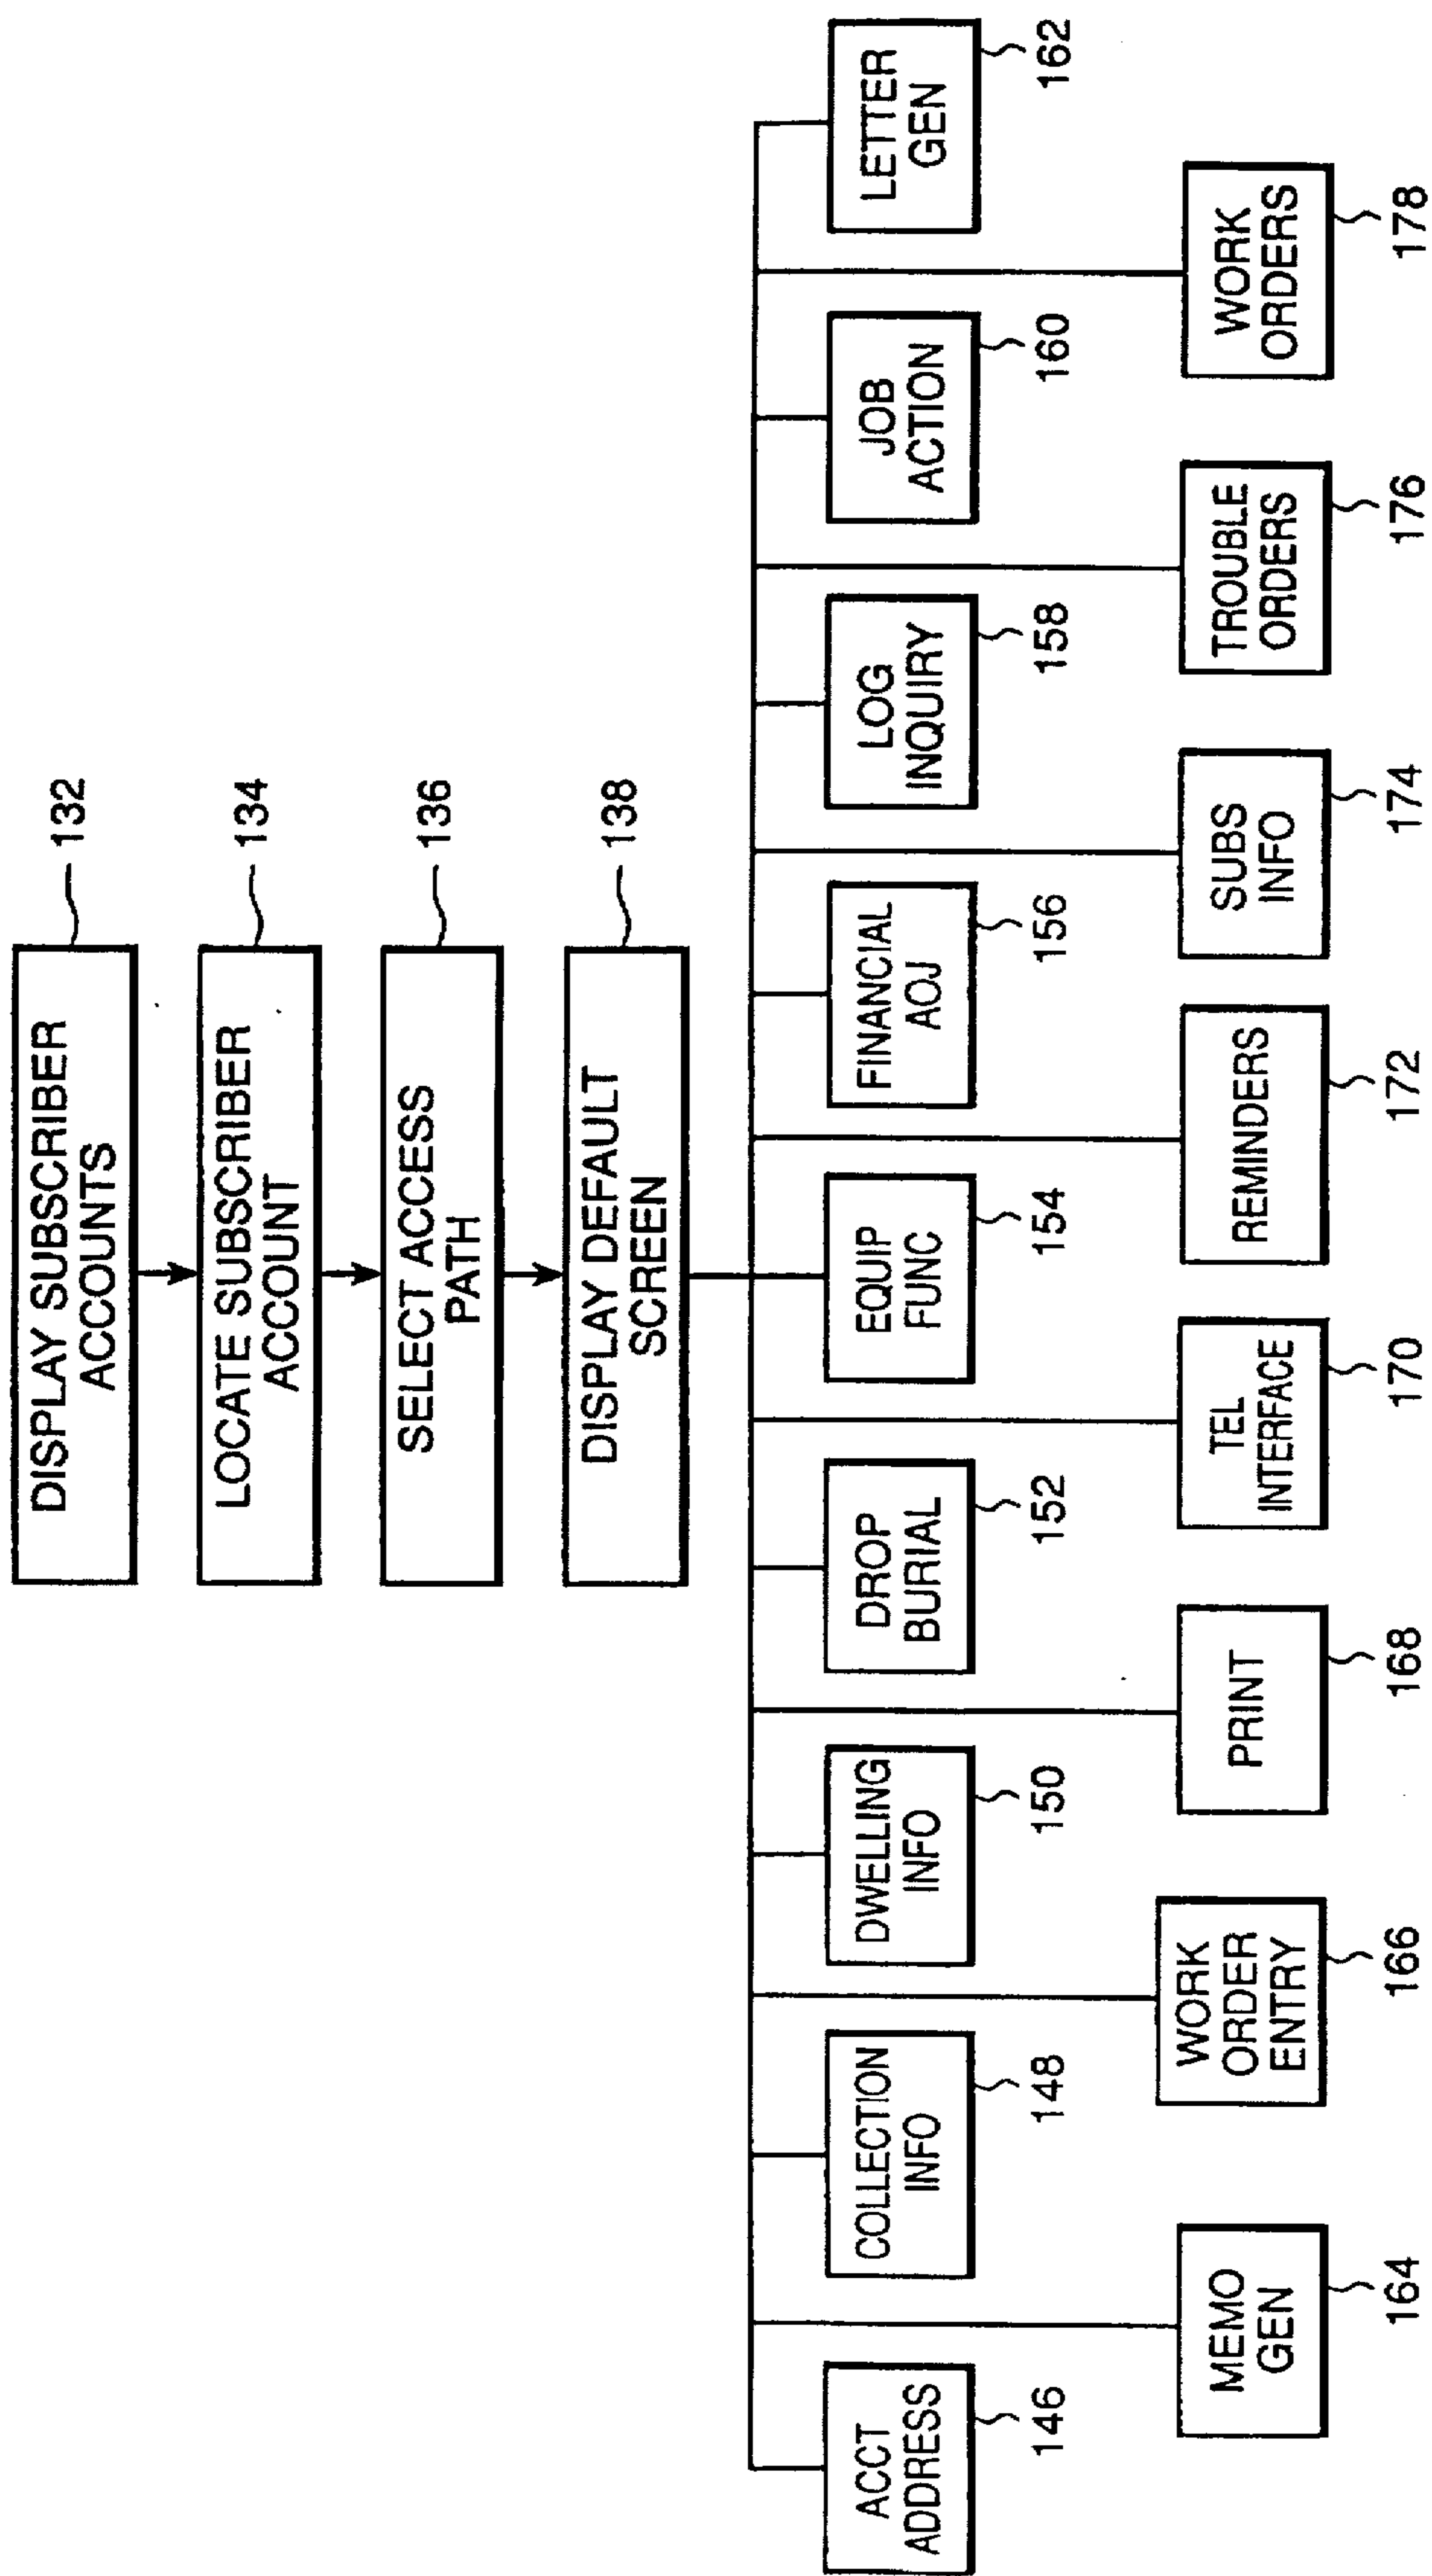 DISPLAY SUBSCRIBER
ACCOUNTS
132
LOCATE SUBSCRIBER
ACCOUNT
134
SELECT ACCESS
PATH
136
DISPLAY DEFAULT
SCREEN
138
ACCT
ADDRESS
146
COLLECTION
INFO
148
DWELLING
INFO
150
DROP
BURIAL
152
EQUIP
FUNC
154
FINANCIAL
AOJ
156
LOG
INQUIRY
158
JOB
ACTION
160
LETTER
GEN
162
MEMO
GEN
164
WORK
ORDER
ENTRY
166
PRINT
168
TEL
INTERFACE
170
REMINDERS
172
SUBS
INFO
174
TROUBLE
ORDERS
176
WORK
ORDERS
178